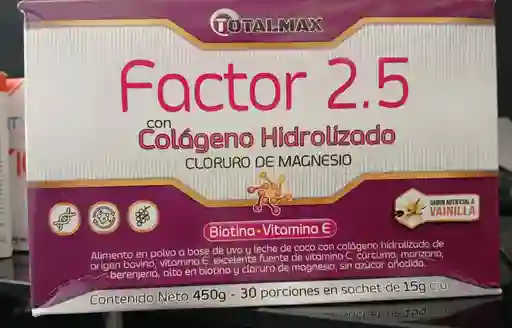 TOTALMAX
Factor 2.5
con
Colágeno Hidrolizado
CLORURO DE MAGNESIO
Biotina - Vitamina E
SABOR ARTIFICIAL A
VAINILLA
Alimento en polvo a base de uva y leche de coco con colágeno hidrolizado de
origen bovino, vitamina E, excelente fuente de vitamina C, cúrcuma, manzana,
berenjena, alto en biotina y cloruro de magnesio, sin azúcar añadida.
Contenido Neto 450g - 30 porciones en sachet de 15g c/u